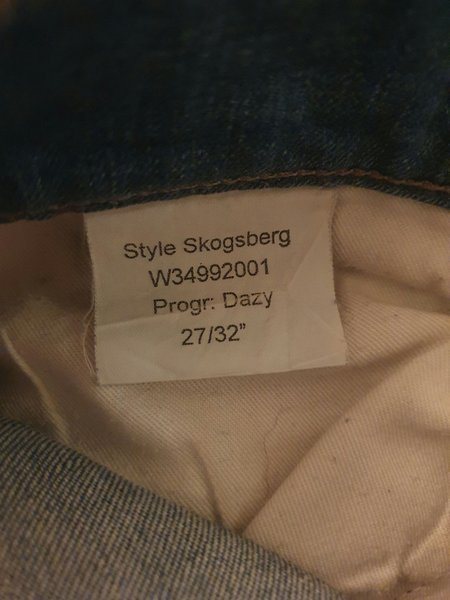 Style Skogsberg
W34992001
Progr: Dazy
27/32"